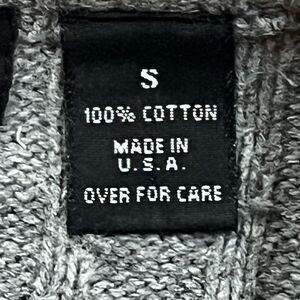 S
100% COTTON
MADE IN
U.S.A.
OVER FOR CARE